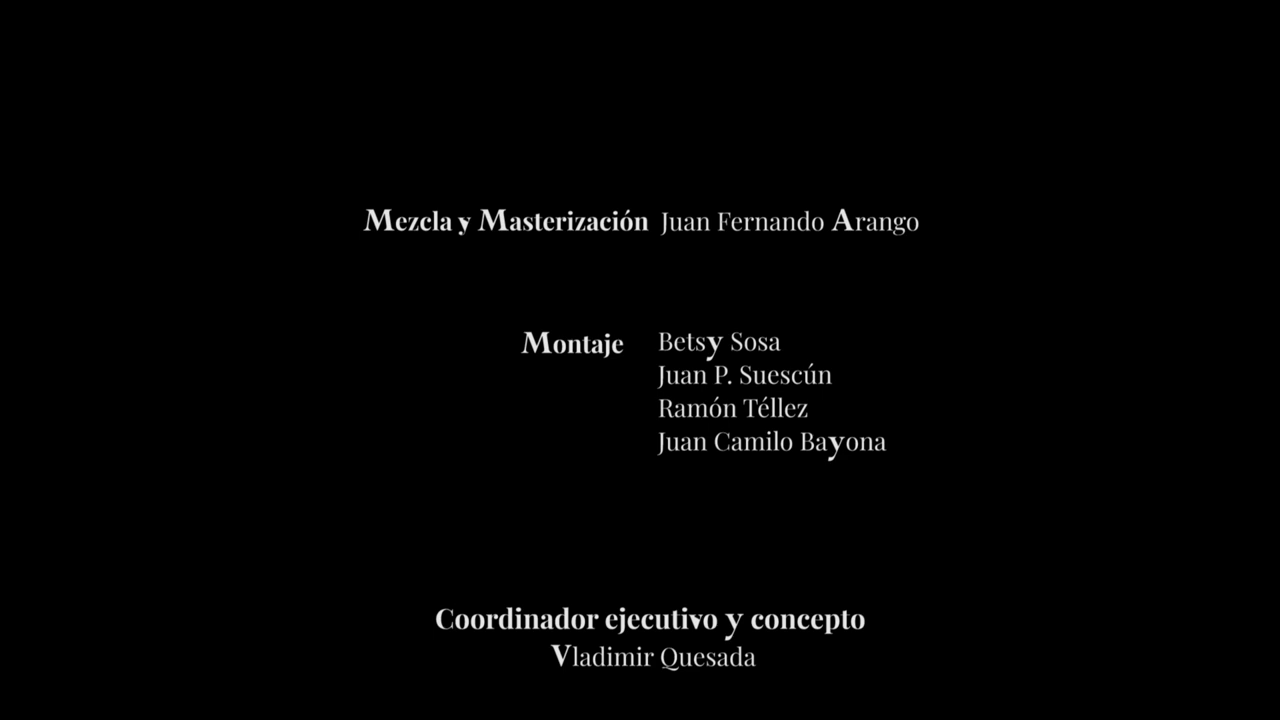 Mezcla y Masterización Juan Fernando Arango
Montaje Betsy Sosa
Juan P. Suescún
Ramón Téllez
Juan Camilo Bayona
Coordinador ejecutivo y concepto
Vladimir Quesada